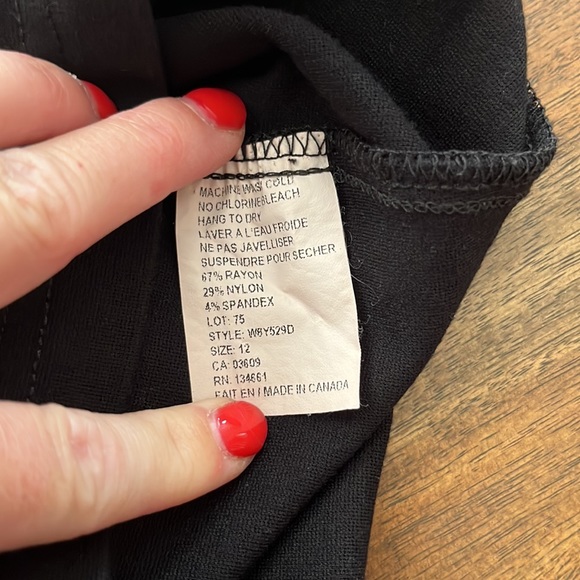 MACHINE WASH COLD
NO CHLORINE BLEACH
HANG TO DRY
LAVER A L'EAU FROIDE
NE PAS JAVELLISER
SUSPENDRE POUR SECHER
67% RAYON
29% NYLON
4% SPANDEX
LOT: 75
STYLE: W8Y529D
SIZE: 12
CA: 03609
RN: 134661
FAIT EN / MADE IN CANADA